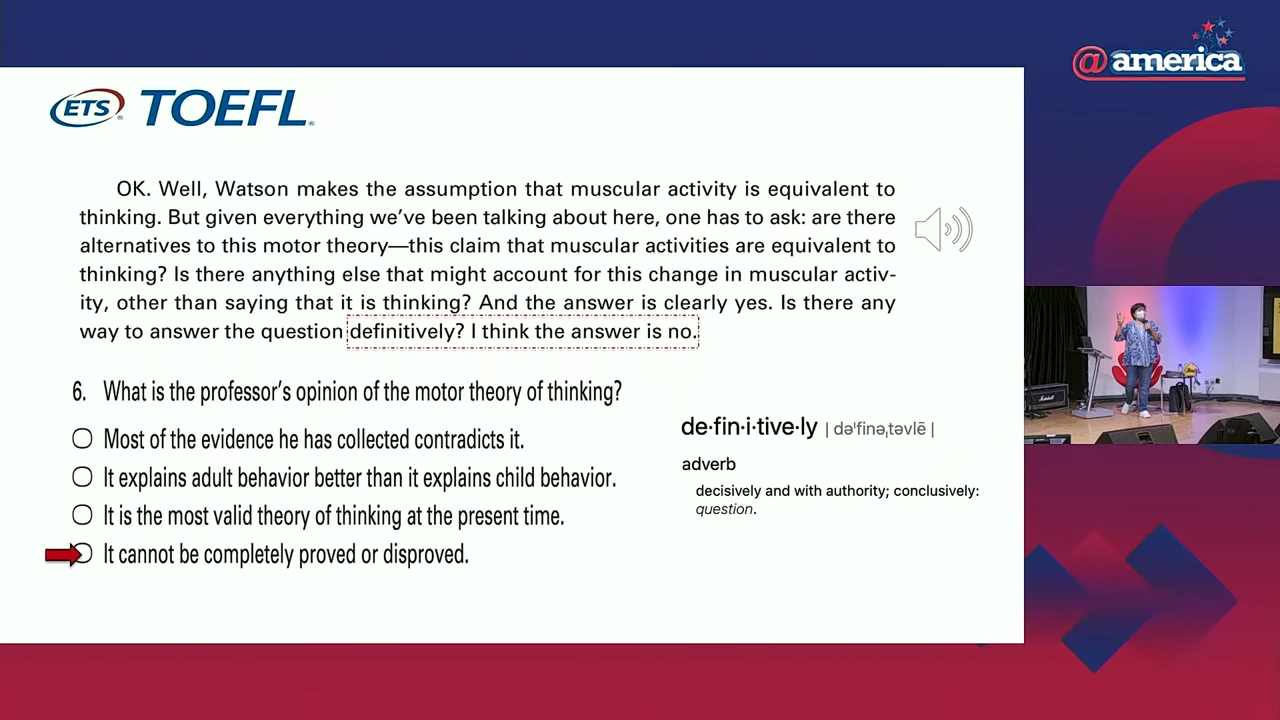 @america
ETS TOEFL
OK. Well, Watson makes the assumption that muscular activity is equivalent to
thinking. But given everything we've been talking about here, one has to ask: are there
alternatives to this motor theory—this claim that muscular activities are equivalent to
thinking? Is there anything else that might account for this change in muscular activ-
ity, other than saying that it is thinking? And the answer is clearly yes. Is there any
way to answer the question definitively? I think the answer is no.
6. What is the professor's opinion of the motor theory of thinking?
Most of the evidence he has collected contradicts it.
It explains adult behavior better than it explains child behavior.
It is the most valid theory of thinking at the present time.
It cannot be completely proved or disproved.
de·fin·i·tive·ly | dəˈfinəˌtəvlē |
adverb
decisively and with authority; conclusively:
question.
Marshall